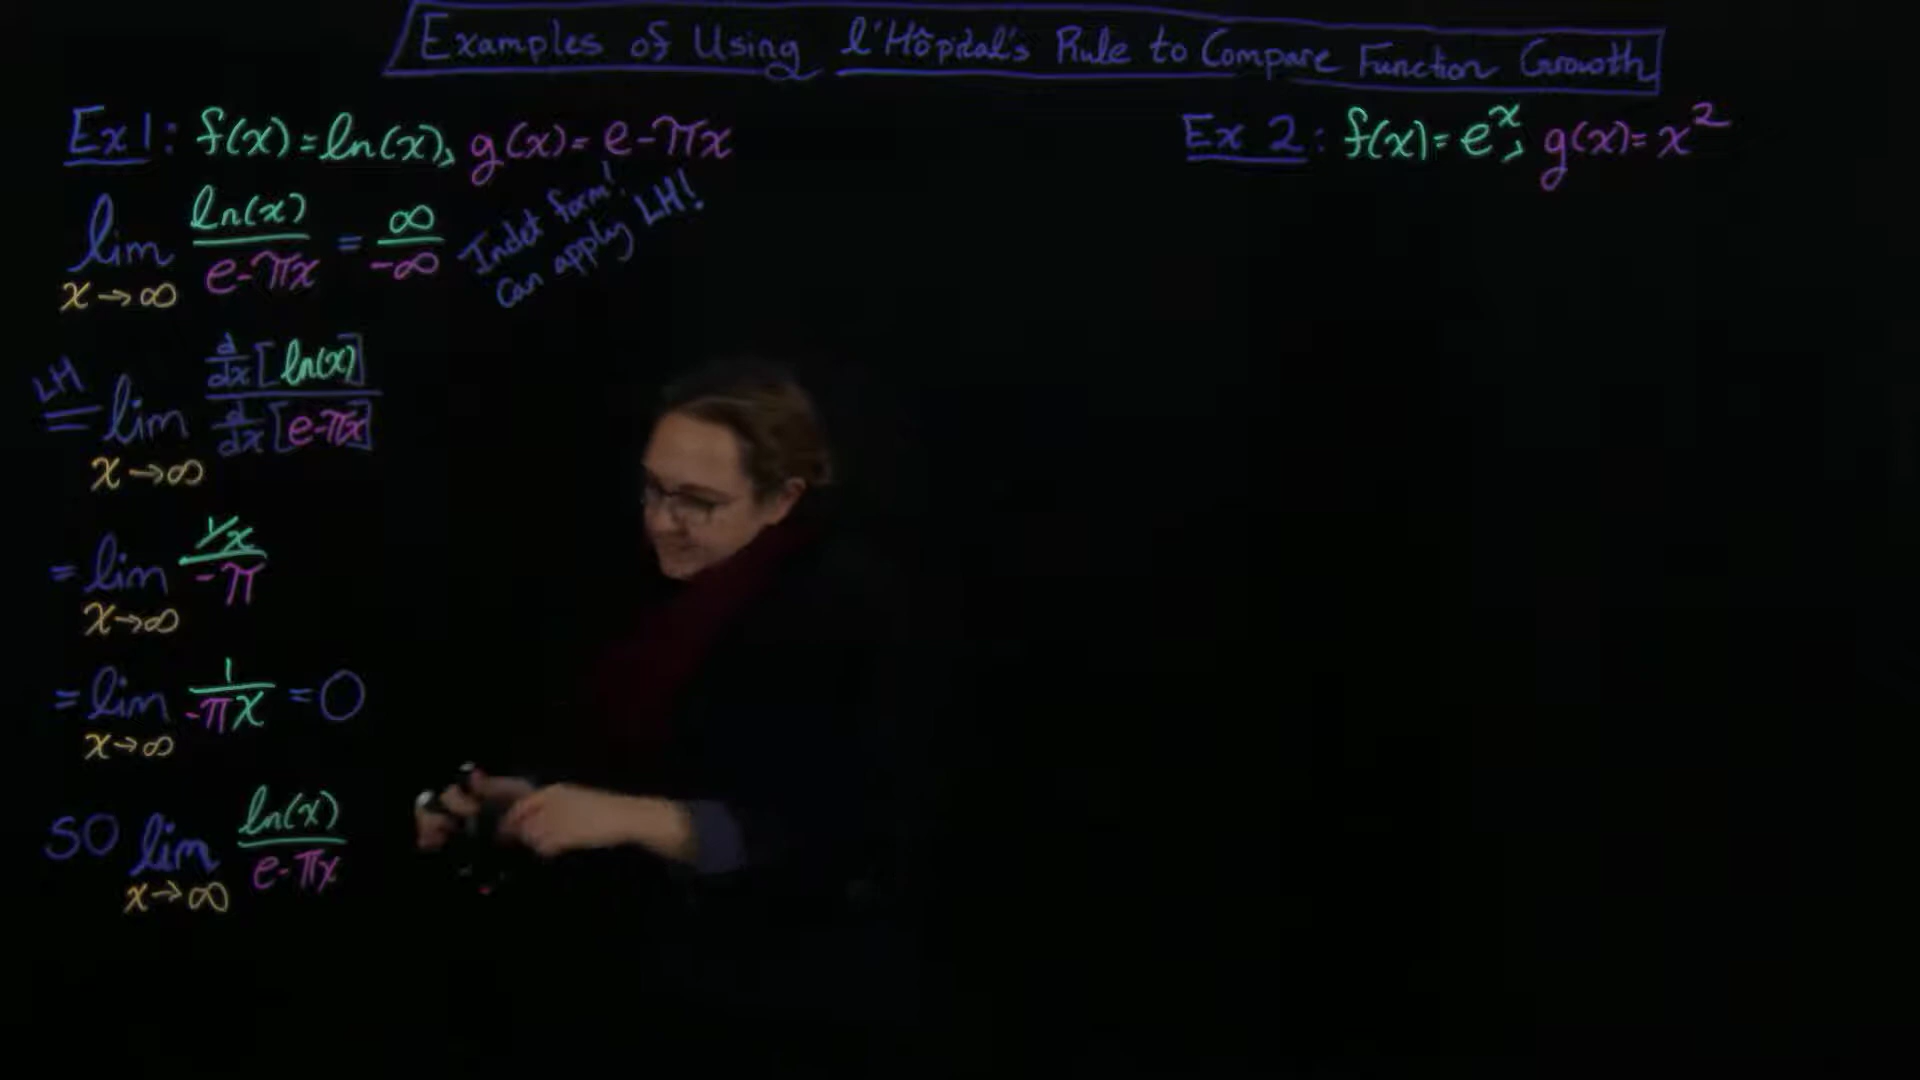 Examples of Using l'Hôpital's Rule to Compare Function Growth
Ex 1: f(x)=ln(x), g(x)= e-πx
lim x→∞ ln(x)/(e-πx) = ∞/-∞
Indet form!
Can apply LH!
LH = lim x→∞ d/dx[ln(x)] / d/dx[e-πx]
= lim x→∞ (1/x)/(-π)
= lim x→∞ 1/(-πx) = 0
SO lim x→∞ ln(x)/(e-πx)
Ex 2: f(x)= e^x, g(x)= x^2